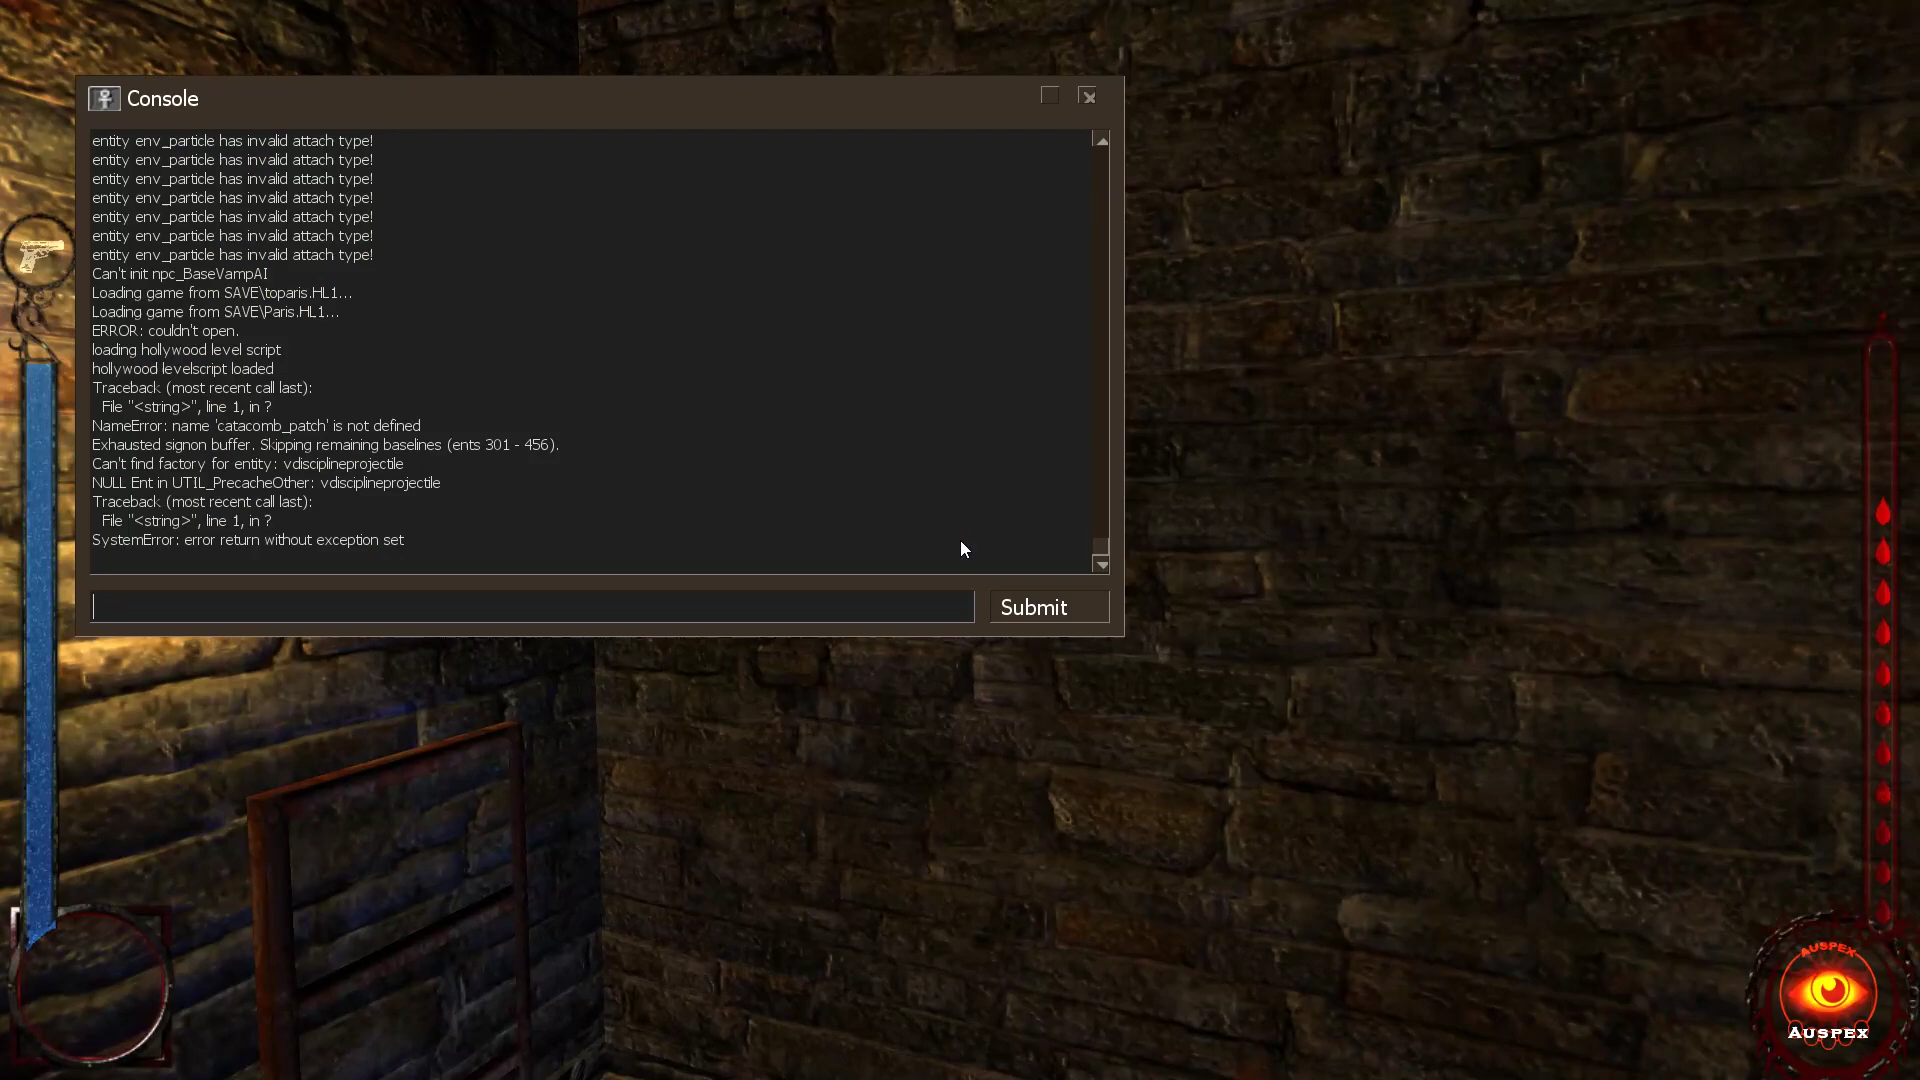 Console
entity env_particle has invalid attach type!
entity env_particle has invalid attach type!
entity env_particle has invalid attach type!
entity env_particle has invalid attach type!
entity env_particle has invalid attach type!
entity env_particle has invalid attach type!
entity env_particle has invalid attach type!
Can't init npc_BaseVampAI
Loading game from SAVE\toparis.HL1...
Loading game from SAVE\Paris.HL1...
ERROR: couldn't open.
loading hollywood level script
hollywood levelscript loaded
Traceback (most recent call last):
File "<string>", line 1, in ?
NameError: name 'catacomb_patch' is not defined
Exhausted signon buffer. Skipping remaining baselines (ents 301 - 456).
Can't find factory for entity: vdisciplineprojectile
NULL Ent in UTIL_PrecacheOther: vdisciplineprojectile
Traceback (most recent call last):
File "<string>", line 1, in ?
SystemError: error return without exception set
Submit
AUSPEX
AUSPEX